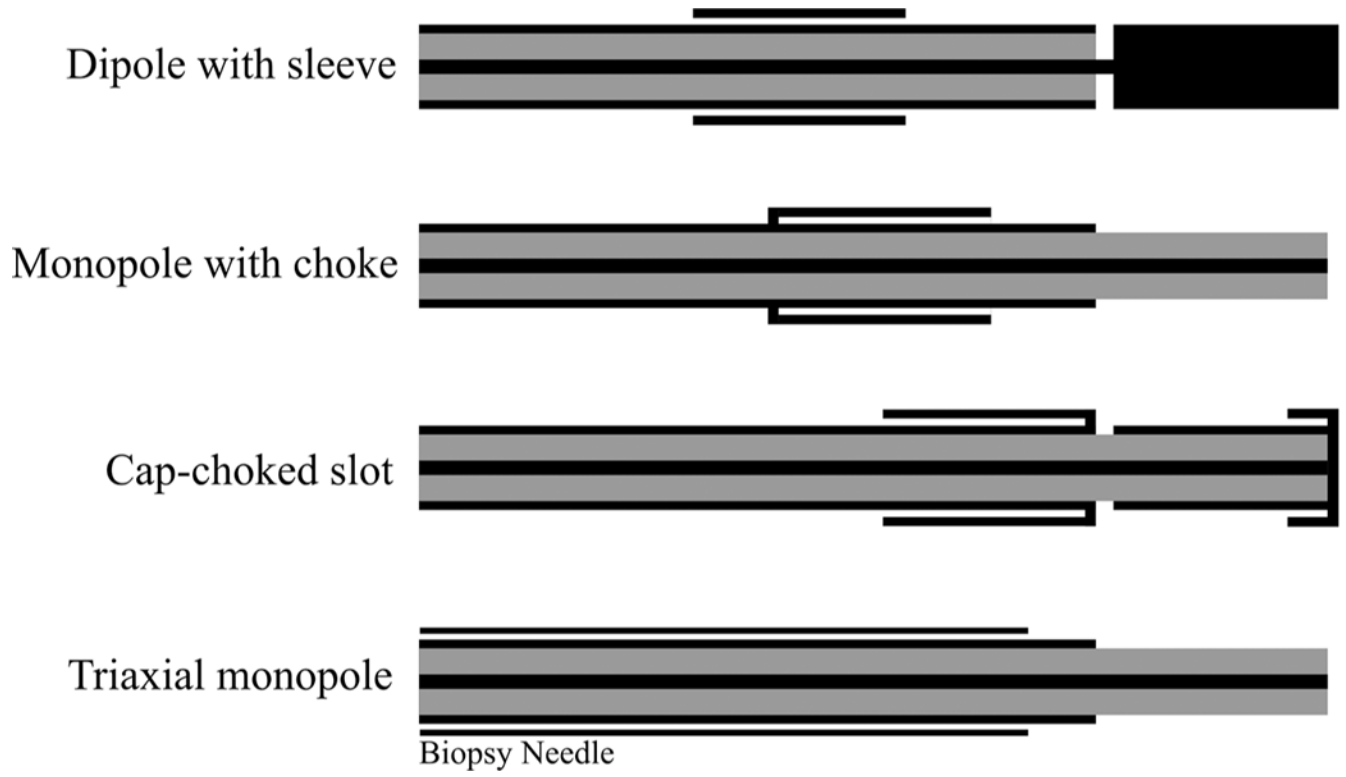 Dipole with sleeve
Monopole with choke
Cap-choked slot
Triaxial monopole
Biopsy Needle